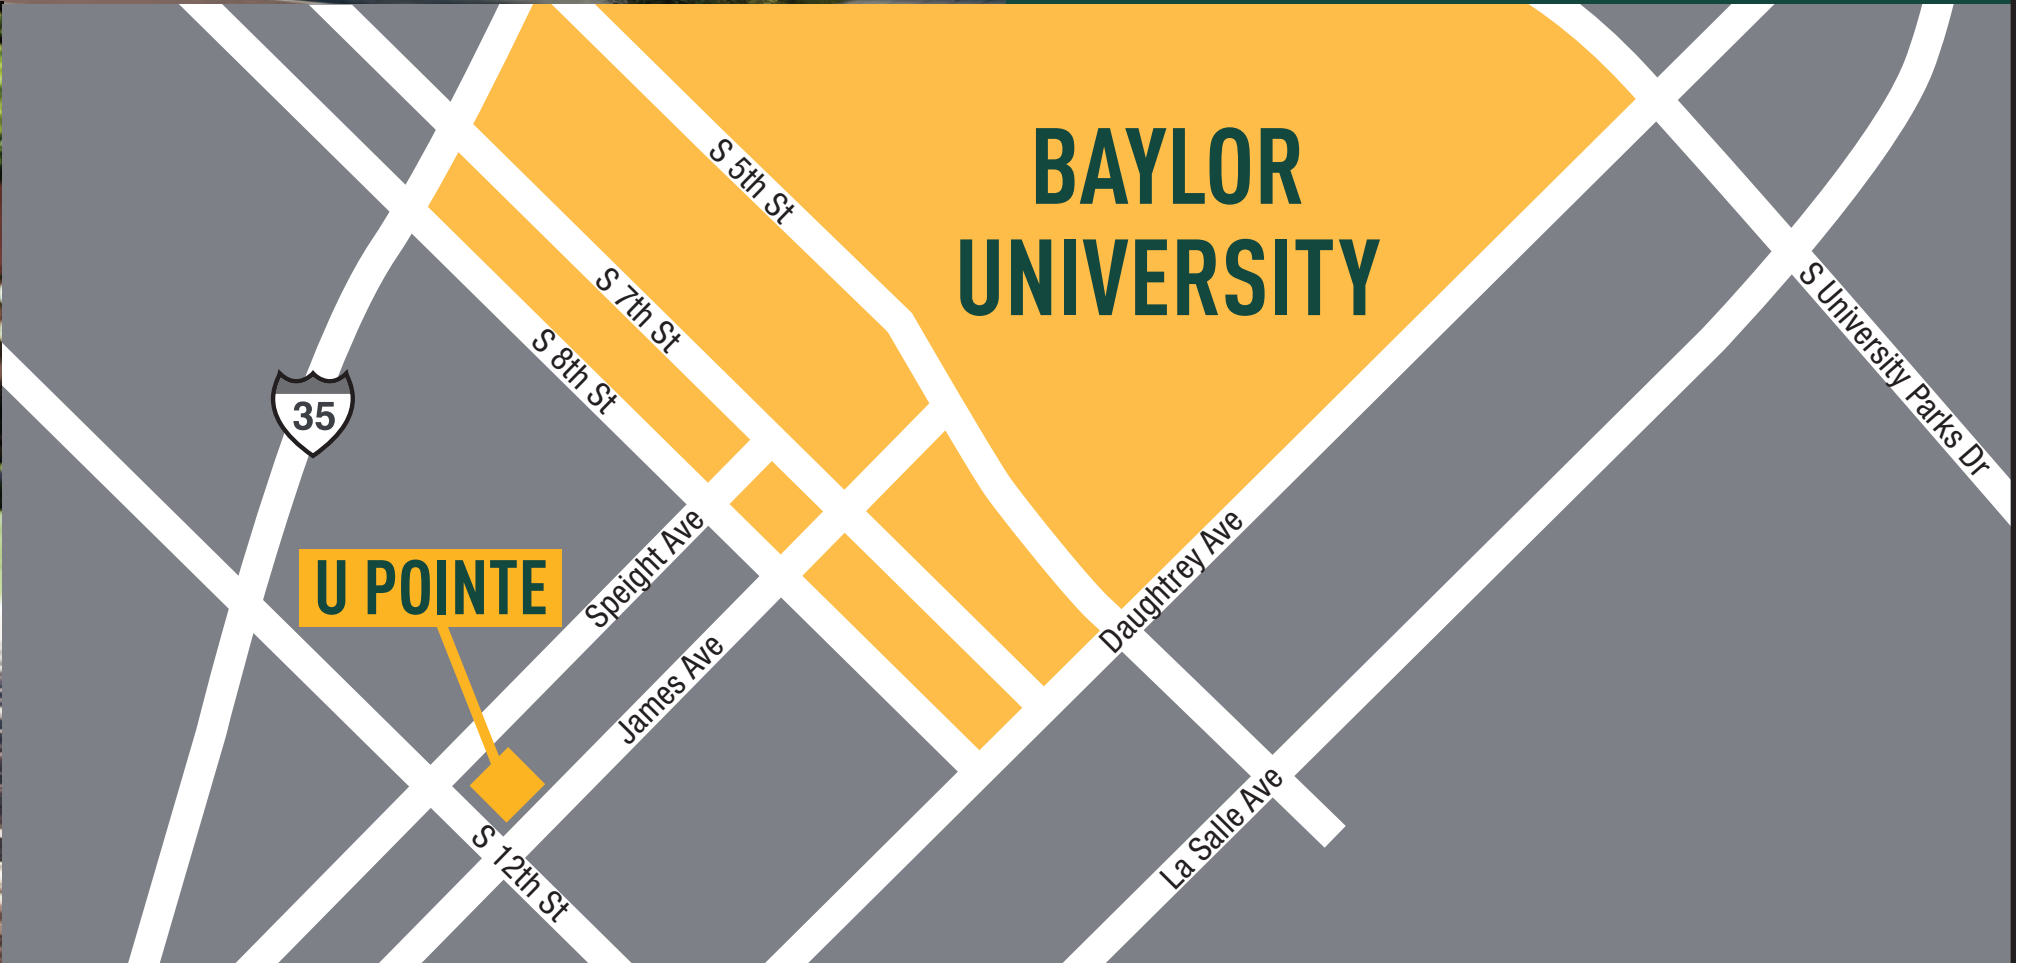 BAYLOR
UNIVERSITY
S 5th St
S 7th St
S 8th St
S University Parks Dr
35
U POINTE
Speight Ave
James Ave
Daughtrey Ave
La Salle Ave
S 12th St